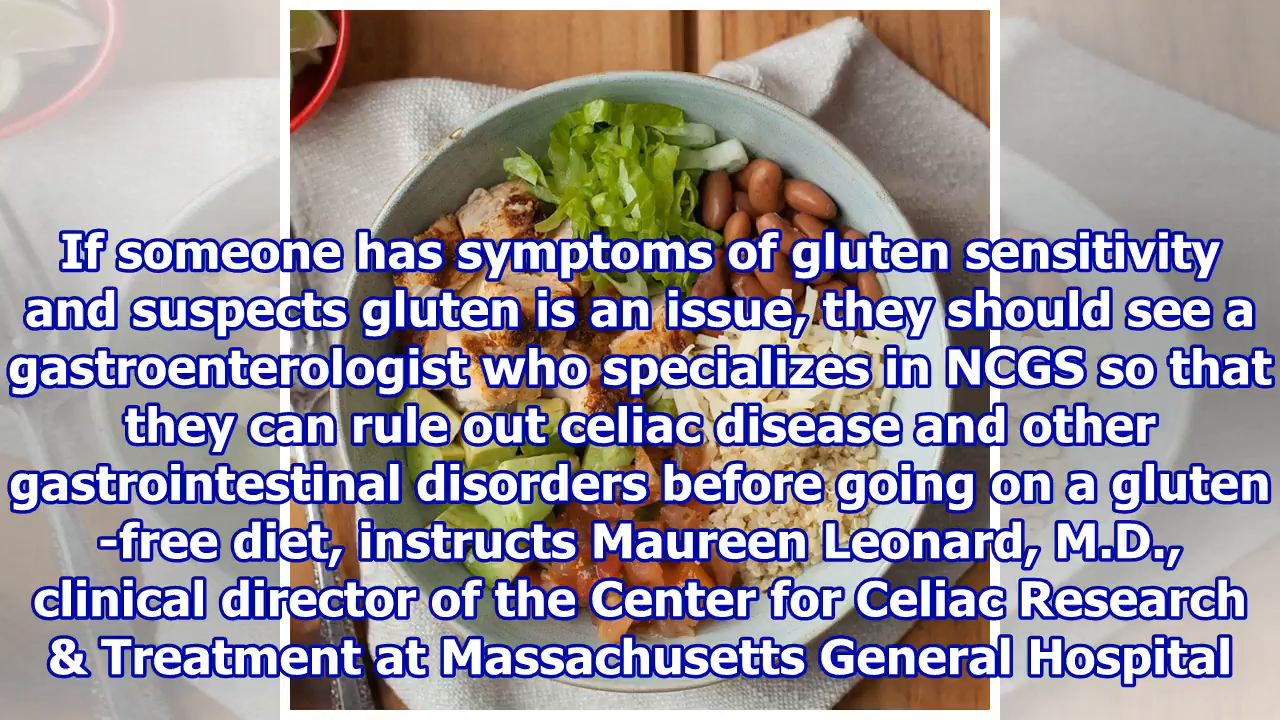 If someone has symptoms of gluten sensitivity
and suspects gluten is an issue, they should see a
gastroenterologist who specializes in NCGS so that
they can rule out celiac disease and other
gastrointestinal disorders before going on a gluten
-free diet, instructs Maureen Leonard, M.D.,
clinical director of the Center for Celiac Research
& Treatment at Massachusetts General Hospital